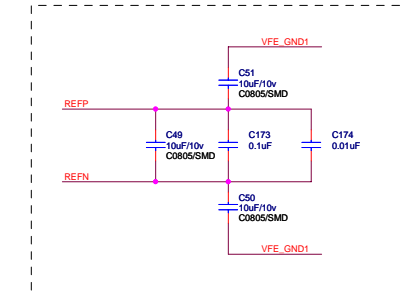 VFE_GND1
C51
10uF/10v
C0805/SMD
REFP
C49
10uF/10v
C0805/SMD
C173
0.1uF
C174
0.01uF
REFN
C50
10uF/10v
C0805/SMD
VFE_GND1